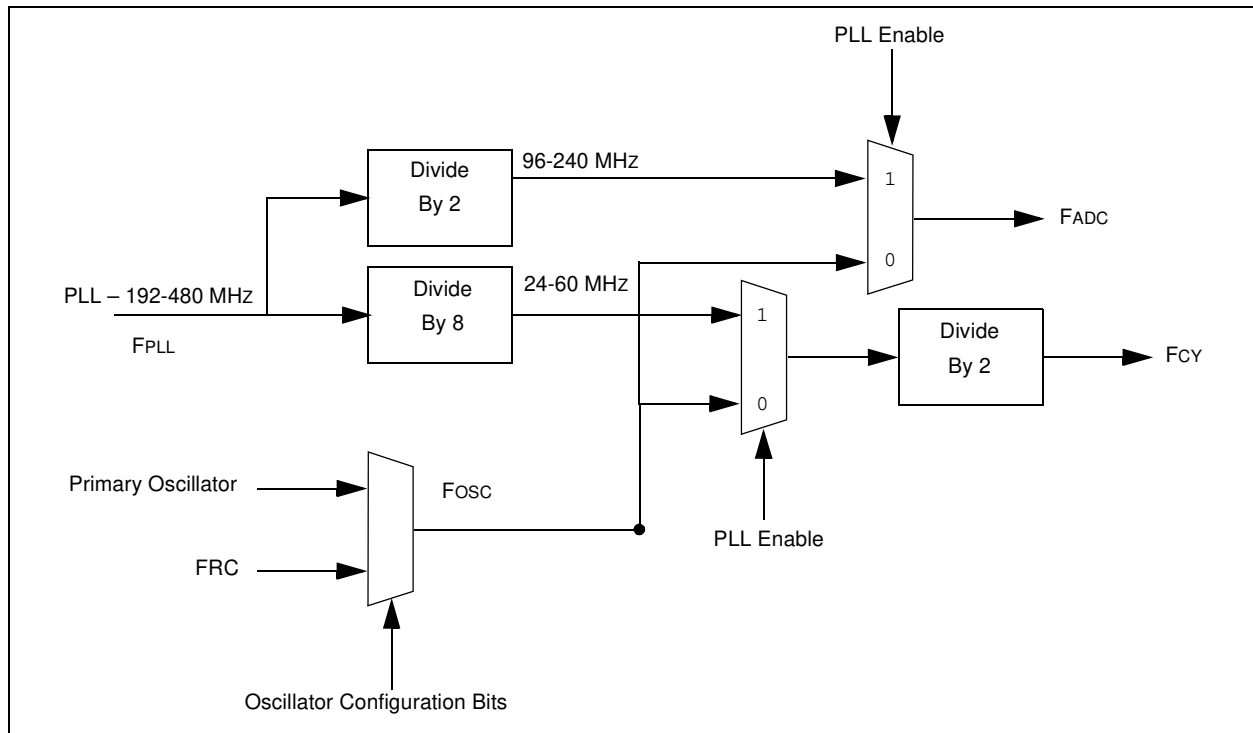 PLL Enable
Divide
By 2
96-240 MHz
1
0
FADC
PLL – 192-480 MHz
FPLL
Divide
By 8
24-60 MHz
1
0
Divide
By 2
FCY
Primary Oscillator
FRC
FOSC
PLL Enable
Oscillator Configuration Bits